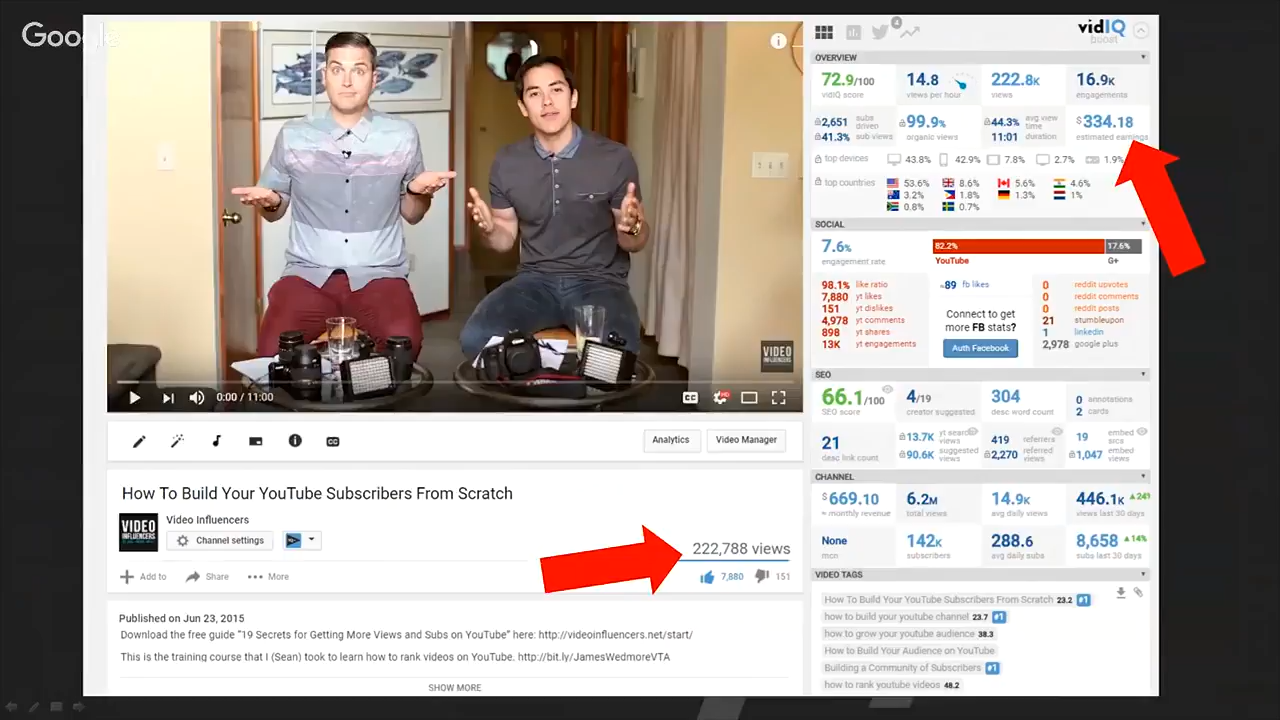 Google
VIDEO
INFLUENCERS
0:00 / 11:00
CC
HD
Analytics
Video Manager
How To Build Your YouTube Subscribers From Scratch
VIDEO
INFLUENCERS
Video Influencers
Channel settings
222,788 views
Add to
Share
More
7,880
151
Published on Jun 23, 2015
Download the free guide "19 Secrets for Getting More Views and Subs on YouTube" here: http://videoinfluencers.net/start/
This is the training course that I (Sean) took to learn how to rank videos on YouTube. http://bit.ly/JamesWedmoreVTA
SHOW MORE
4
vidIQ
boost
OVERVIEW
72.9/100
vidIQ score
14.8
views per hour
222.8K
views
16.9K
engagements
2,651 subs driven
41.3% sub views
99.9%
organic views
44.3% avg view time
11:01 duration
$334.18
estimated earnings
top devices 43.8% 42.9% 7.8% 2.7% 1.9%
top countries 53.6% 8.6% 5.6% 4.6%
3.2% 1.8% 1.3% 1%
0.8% 0.7%
SOCIAL
7.6%
engagement rate
82.2% 17.6%
YouTube G+
98.1% like ratio
7,880 yt likes
151 yt dislikes
4,978 yt comments
898 yt shares
13K yt engagements
~89 fb likes
Connect to get
more FB stats?
Auth Facebook
0 reddit upvotes
0 reddit comments
0 reddit posts
21 stumbleupon
1 linkedin
2,978 google plus
SEO
66.1/100
SEO score
4/19
creator suggested
304
desc word count
0 annotations
2 cards
21
desc link count
13.7K yt search views
90.6K suggested views
419 referrers
2,270 referred views
19 embed srcs
1,047 embed views
CHANNEL
$669.10
≈ monthly revenue
6.2M
total views
14.9K
avg daily views
446.1K 24%
views last 30 days
None
mcn
142K
subscribers
288.6
avg daily subs
8,658 14%
subs last 30 days
VIDEO TAGS
How To Build Your YouTube Subscribers From Scratch 23.2 #1
how to build your youtube channel 23.7 #1
how to grow your youtube audience 38.3
How to Build Your Audience on YouTube
Building a Community of Subscribers #1
how to rank youtube videos 48.2